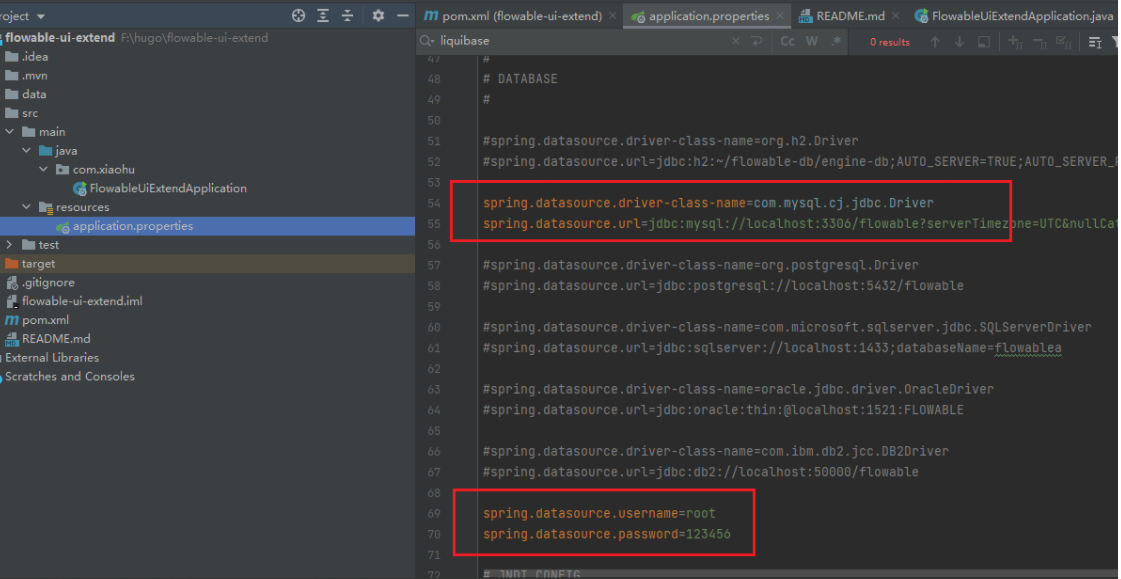 roject
flowable-ui-extend F:\hugo\flowable-ui-extend
.idea
.mvn
data
src
main
java
com.xiaohu
FlowableUiExtendApplication
resources
application.properties
test
target
.gitignore
flowable-ui-extend.iml
pom.xml
README.md
External Libraries
Scratches and Consoles
pom.xml (flowable-ui-extend)
application.properties
README.md
FlowableUiExtendApplication.java
liquibase
Cc W .*
0 results
47 #
48 # DATABASE
49 #
50
51 #spring.datasource.driver-class-name=org.h2.Driver
52 #spring.datasource.url=jdbc:h2:~/flowable-db/engine-db;AUTO_SERVER=TRUE;AUTO_SERVER_
53
54 spring.datasource.driver-class-name=com.mysql.cj.jdbc.Driver
55 spring.datasource.url=jdbc:mysql://localhost:3306/flowable?serverTimezone=UTC&nullCat
56
57 #spring.datasource.driver-class-name=org.postgresql.Driver
58 #spring.datasource.url=jdbc:postgresql://localhost:5432/flowable
59
60 #spring.datasource.driver-class-name=com.microsoft.sqlserver.jdbc.SQLServerDriver
61 #spring.datasource.url=jdbc:sqlserver://localhost:1433;databaseName=flowablea
62
63 #spring.datasource.driver-class-name=oracle.jdbc.driver.OracleDriver
64 #spring.datasource.url=jdbc:oracle:thin:@localhost:1521:FLOWABLE
65
66 #spring.datasource.driver-class-name=com.ibm.db2.jcc.DB2Driver
67 #spring.datasource.url=jdbc:db2://localhost:50000/flowable
68
69 spring.datasource.username=root
70 spring.datasource.password=123456
71
72 # JNDI CONFIG